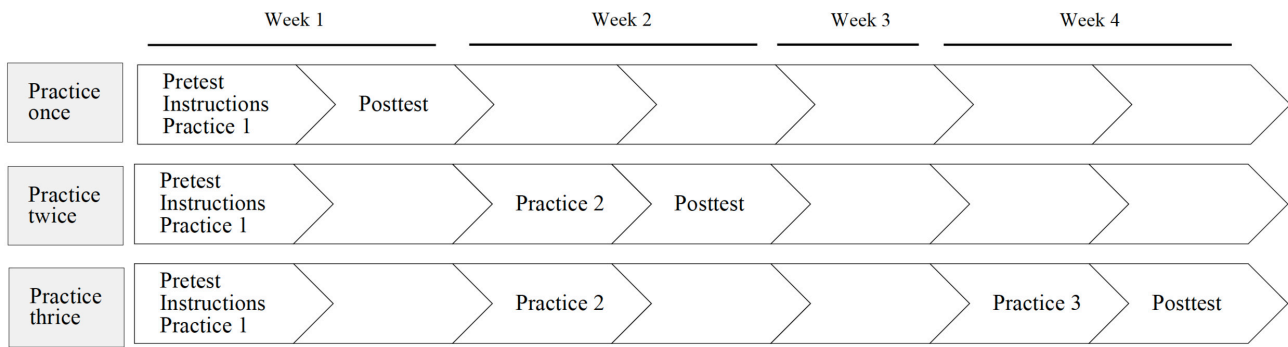 Week 1 Week 2 Week 3 Week 4
Practice
once
Pretest
Instructions
Practice 1
Posttest
Practice
twice
Pretest
Instructions
Practice 1
Practice 2
Posttest
Practice
thrice
Pretest
Instructions
Practice 1
Practice 2
Practice 3
Posttest